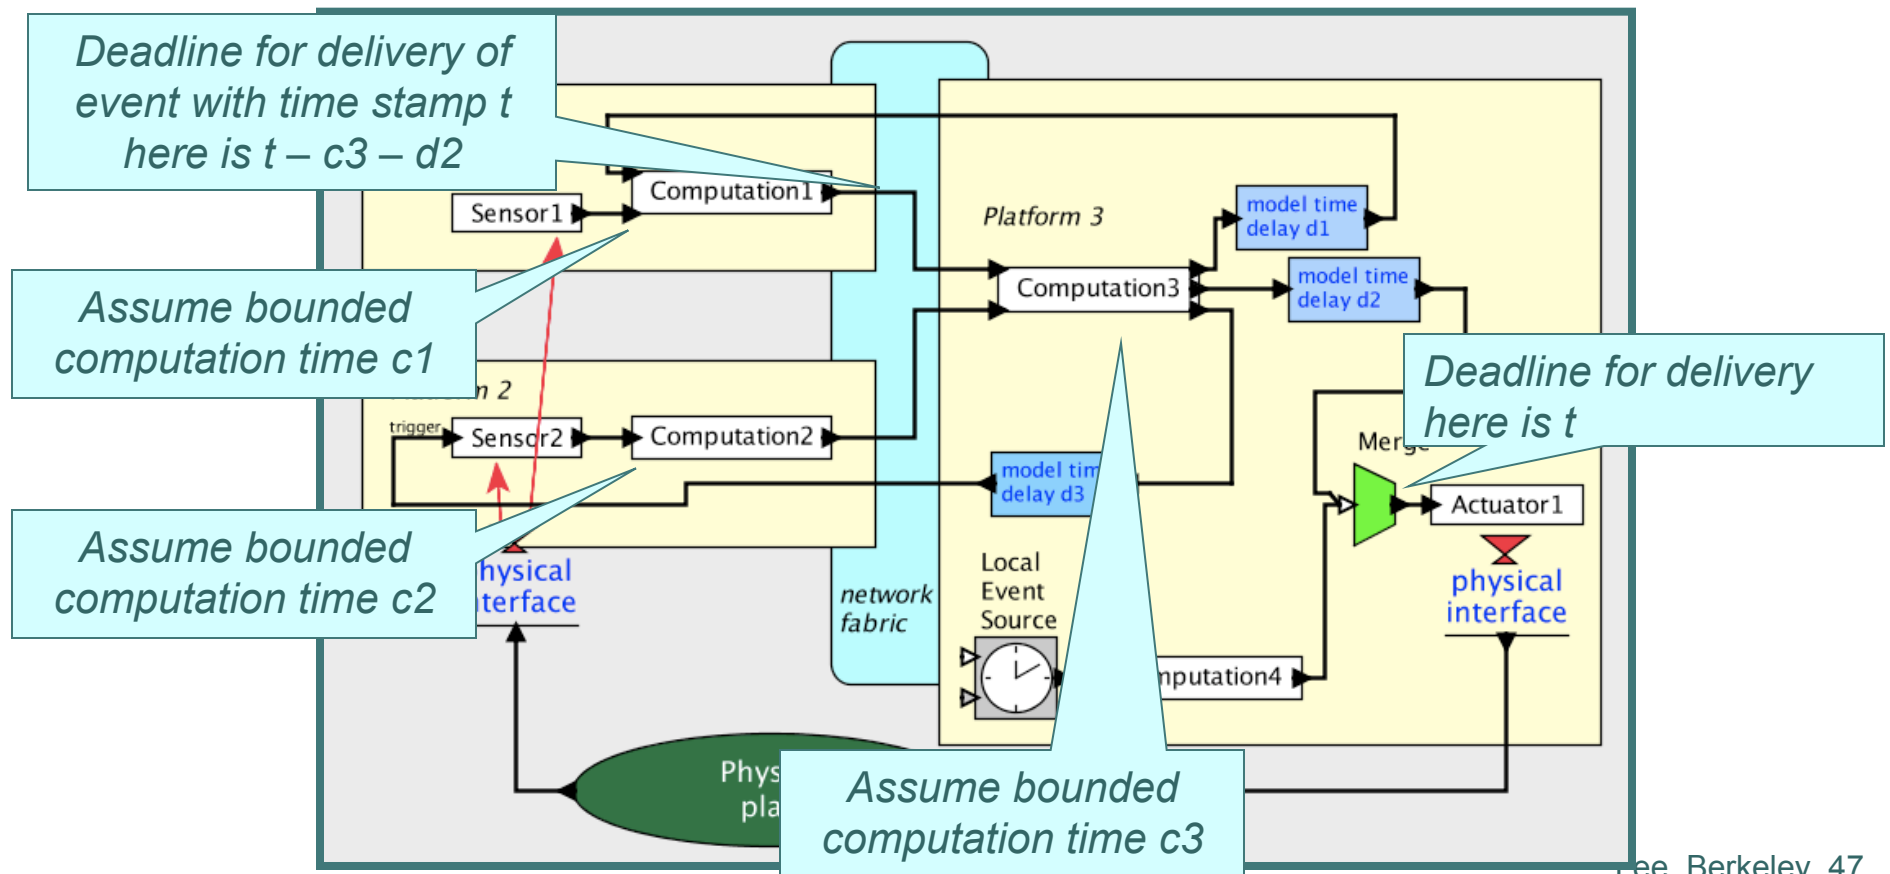 Deadline for delivery of
event with time stamp t
here is t – c3 – d2
Computation1
Sensor1
Platform 3
model time
delay d1
Computation3
model time
delay d2
Assume bounded
computation time c1
Deadline for delivery
here is t
n 2
trigger
Sensor2
Computation2
model tim
delay d3
Merge
Actuator1
Assume bounded
computation time c2
hysical
terface
network
fabric
Local
Event
Source
physical
interface
mputation4
Phys
pla
Assume bounded
computation time c3
ee, Berkeley 47